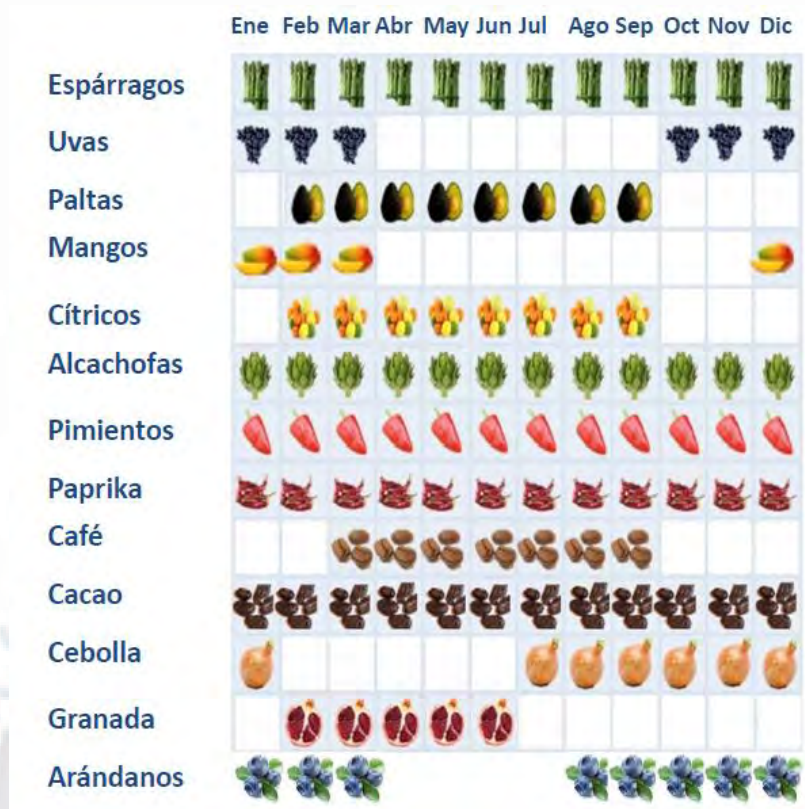 Ene Feb Mar Abr May Jun Jul Ago Sep Oct Nov Dic
Espárragos
Uvas
Paltas
Mangos
Cítricos
Alcachofas
Pimientos
Paprika
Café
Cacao
Cebolla
Granada
Arándanos